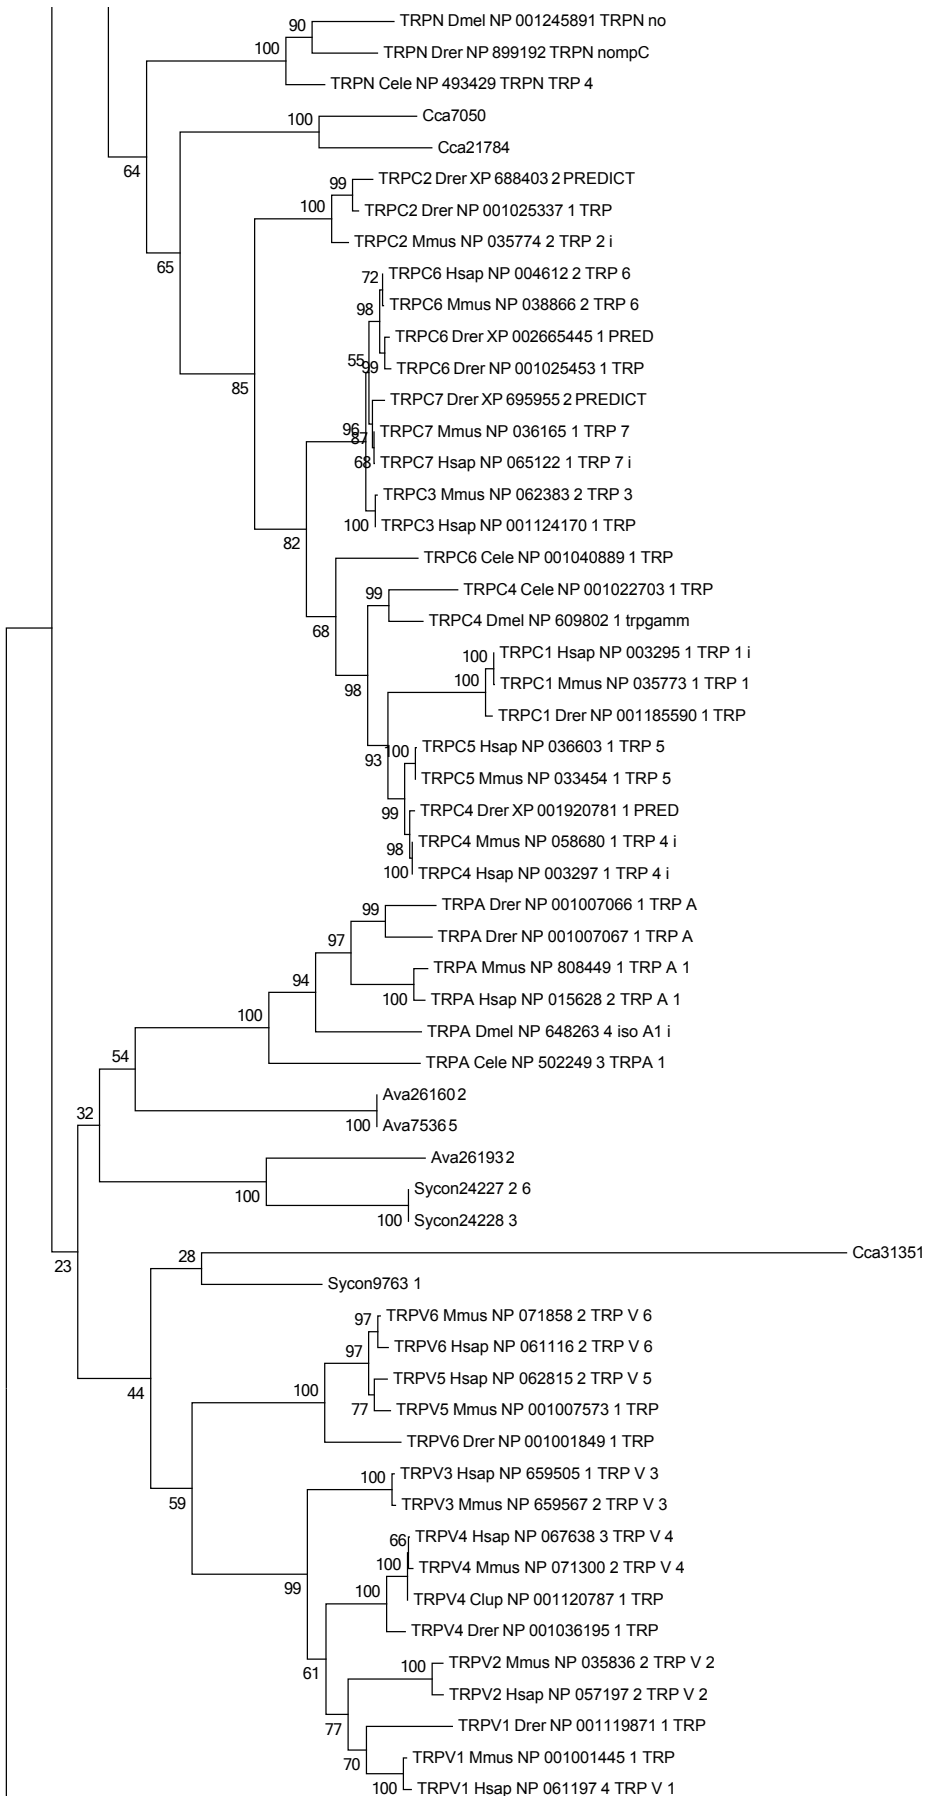 TRPN Dmel NP 001245891 TRPN no
90
100
TRPN Drer NP 899192 TRPN nompC
TRPN Cele NP 493429 TRPN TRP 4
100
Cca7050
Cca21784
64
99
TRPC2 Drer XP 688403 2 PREDICT
100
TRPC2 Drer NP 001025337 1 TRP
TRPC2 Mmus NP 035774 2 TRP 2 i
65
72
TRPC6 Hsap NP 004612 2 TRP 6
98
TRPC6 Mmus NP 038866 2 TRP 6
TRPC6 Drer XP 002665445 1 PRED
55
99
TRPC6 Drer NP 001025453 1 TRP
85
TRPC7 Drer XP 695955 2 PREDICT
96
87
TRPC7 Mmus NP 036165 1 TRP 7
68
TRPC7 Hsap NP 065122 1 TRP 7 i
TRPC3 Mmus NP 062383 2 TRP 3
100
TRPC3 Hsap NP 001124170 1 TRP
82
TRPC6 Cele NP 001040889 1 TRP
99
TRPC4 Cele NP 001022703 1 TRP
68
TRPC4 Dmel NP 609802 1 trpgamm
100
TRPC1 Hsap NP 003295 1 TRP 1 i
100
98
TRPC1 Mmus NP 035773 1 TRP 1
TRPC1 Drer NP 001185590 1 TRP
93
100
TRPC5 Hsap NP 036603 1 TRP 5
TRPC5 Mmus NP 033454 1 TRP 5
99
TRPC4 Drer XP 001920781 1 PRED
98
TRPC4 Mmus NP 058680 1 TRP 4 i
100
TRPC4 Hsap NP 003297 1 TRP 4 i
99
TRPA Drer NP 001007066 1 TRP A
97
TRPA Drer NP 001007067 1 TRP A
94
TRPA Mmus NP 808449 1 TRP A 1
100
TRPA Hsap NP 015628 2 TRP A 1
100
TRPA Dmel NP 648263 4 iso A1 i
54
TRPA Cele NP 502249 3 TRPA 1
Ava26160 2
32
100
Ava7536 5
Ava26193 2
100
Sycon24227 2 6
100
Sycon24228 3
23
28
Cca31351
Sycon9763 1
97
TRPV6 Mmus NP 071858 2 TRP V 6
97
TRPV6 Hsap NP 061116 2 TRP V 6
44
100
TRPV5 Hsap NP 062815 2 TRP V 5
77
TRPV5 Mmus NP 001007573 1 TRP
TRPV6 Drer NP 001001849 1 TRP
59
100
TRPV3 Hsap NP 659505 1 TRP V 3
TRPV3 Mmus NP 659567 2 TRP V 3
66
TRPV4 Hsap NP 067638 3 TRP V 4
99
100
TRPV4 Mmus NP 071300 2 TRP V 4
100
TRPV4 Clup NP 001120787 1 TRP
TRPV4 Drer NP 001036195 1 TRP
61
100
TRPV2 Mmus NP 035836 2 TRP V 2
TRPV2 Hsap NP 057197 2 TRP V 2
77
TRPV1 Drer NP 001119871 1 TRP
70
TRPV1 Mmus NP 001001445 1 TRP
100
TRPV1 Hsap NP 061197 4 TRP V 1